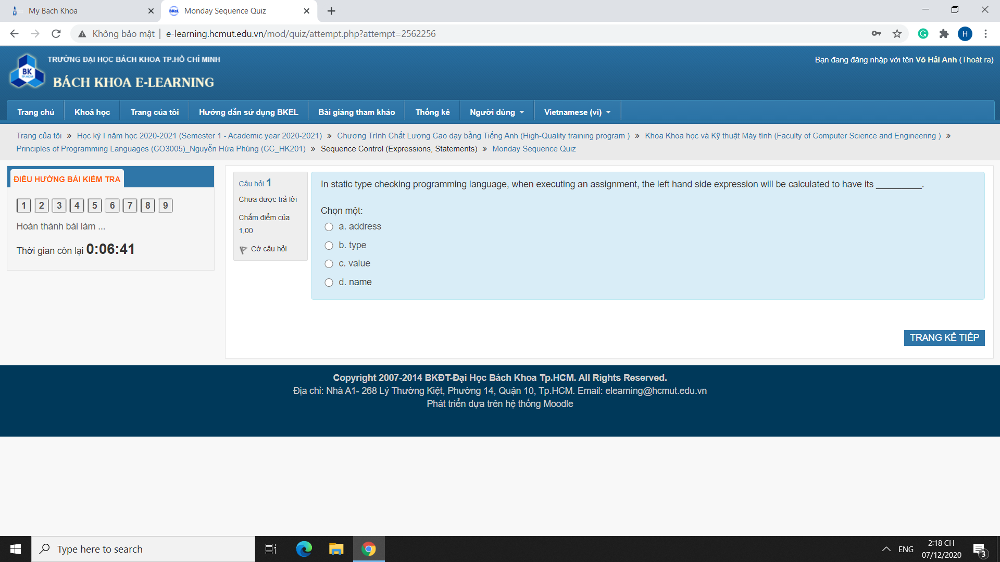 My Bach Khoa
Monday Sequence Quiz
Không bảo mật | e-learning.hcmut.edu.vn/mod/quiz/attempt.php?attempt=2562256
H
BK
TP.HCM
TRƯỜNG ĐẠI HỌC BÁCH KHOA TP.HỒ CHÍ MINH
BÁCH KHOA E-LEARNING
Bạn đang đăng nhập với tên Võ Hải Anh (Thoát ra)
Trang chủ Khoá học Trang của tôi Hướng dẫn sử dụng BKEL Bài giảng tham khảo Thống kê Người dùng Vietnamese (vi)
Trang của tôi » Học kỳ I năm học 2020-2021 (Semester 1 - Academic year 2020-2021) » Chương Trình Chất Lượng Cao dạy bằng Tiếng Anh (High-Quality training program ) » Khoa Khoa học và Kỹ thuật Máy tính (Faculty of Computer Science and Engineering ) »
Principles of Programming Languages (CO3005)_Nguyễn Hứa Phùng (CC_HK201) » Sequence Control (Expressions, Statements) » Monday Sequence Quiz
ĐIỀU HƯỚNG BÀI KIỂM TRA
1 2 3 4 5 6 7 8 9
Hoàn thành bài làm ...
Thời gian còn lại 0:06:41
Câu hỏi 1
Chưa được trả lời
Chấm điểm của
1,00
Cờ câu hỏi
In static type checking programming language, when executing an assignment, the left hand side expression will be calculated to have its __________.
Chọn một:
a. address
b. type
c. value
d. name
TRANG KẾ TIẾP
Copyright 2007-2014 BKĐT-Đại Học Bách Khoa Tp.HCM. All Rights Reserved.
Địa chỉ: Nhà A1- 268 Lý Thường Kiệt, Phường 14, Quận 10, Tp.HCM. Email: elearning@hcmut.edu.vn
Phát triển dựa trên hệ thống Moodle
Type here to search
ENG
2:18 CH
07/12/2020
3